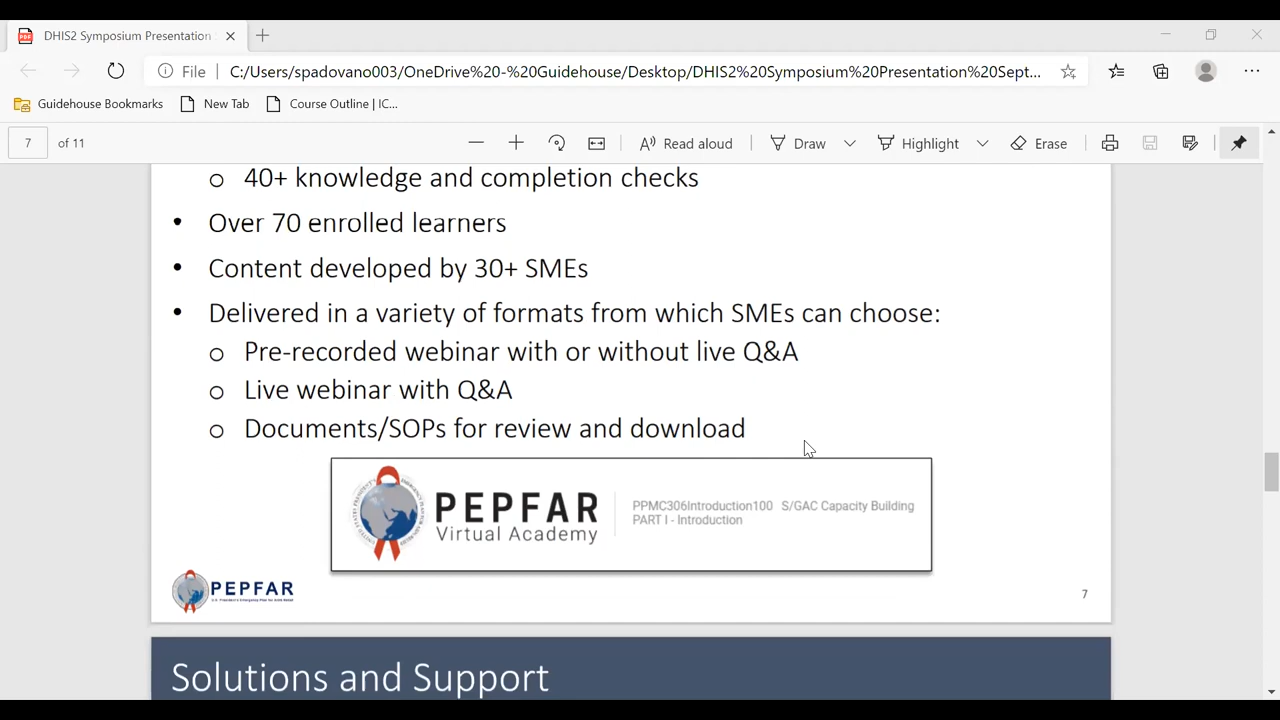 DHIS2 Symposium Presentation
File
C:/Users/spadovano003/OneDrive%20-%20Guidehouse/Desktop/DHIS2%20Symposium%20Presentation%20Sept...
Guidehouse Bookmarks
New Tab
Course Outline | IC...
7 of 11
Read aloud
Draw
Highlight
Erase
o 40+ knowledge and completion checks
• Over 70 enrolled learners
• Content developed by 30+ SMEs
• Delivered in a variety of formats from which SMEs can choose:
o Pre-recorded webinar with or without live Q&A
o Live webinar with Q&A
o Documents/SOPs for review and download
PEPFAR
Virtual Academy
PPMC306Introduction100 S/GAC Capacity Building
PART I - Introduction
PEPFAR
U.S. President's Emergency Plan for AIDS Relief
7
Solutions and Support